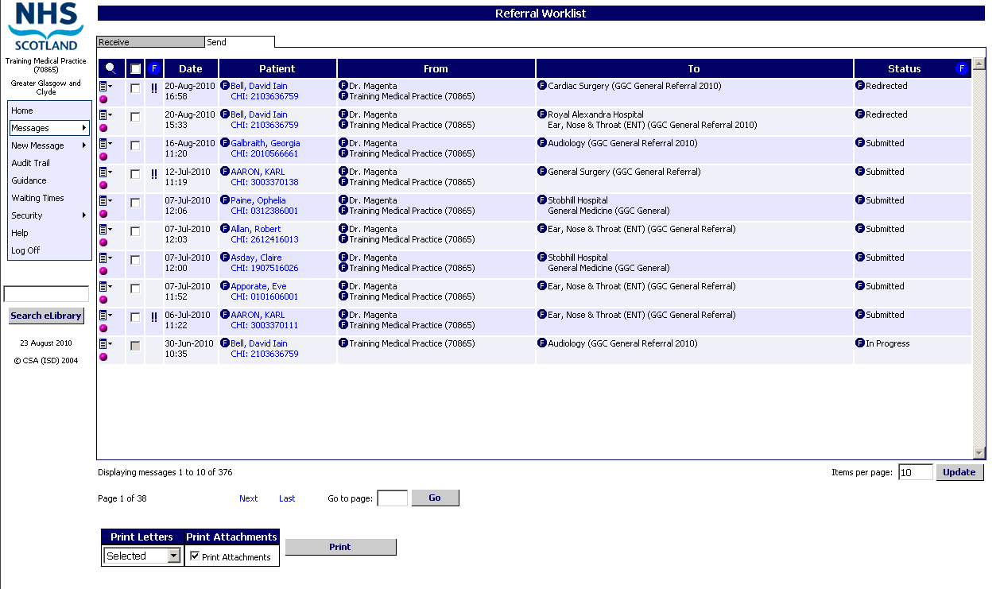 NHS
SCOTLAND
Training Medical Practice
(70865)
Greater Glasgow and
Clyde
Home
Messages
New Message
Audit Trail
Guidance
Waiting Times
Security
Help
Log Off
Search eLibrary
23 August 2010
© CSA (ISD) 2004
Referral Worklist
Receive Send
F Date Patient From To Status F
!! 20-Aug-2010 F Bell, David Iain F Dr. Magenta F Cardiac Surgery (GGC General Referral 2010) F Redirected
16:58 CHI: 2103636759 F Training Medical Practice (70865)
20-Aug-2010 F Bell, David Iain F Dr. Magenta F Royal Alexandra Hospital F Redirected
15:33 CHI: 2103636759 F Training Medical Practice (70865) Ear, Nose & Throat (ENT) (GGC General Referral 2010)
16-Aug-2010 F Galbraith, Georgia F Dr. Magenta F Audiology (GGC General Referral 2010) F Submitted
11:20 CHI: 2010566661 F Training Medical Practice (70865)
!! 12-Jul-2010 F AARON, KARL F Dr. Magenta F General Surgery (GGC General Referral) F Submitted
11:19 CHI: 3003370138 F Training Medical Practice (70865)
07-Jul-2010 F Paine, Ophelia F Dr. Magenta F Stobhill Hospital F Submitted
12:06 CHI: 0312386001 F Training Medical Practice (70865) General Medicine (GGC General)
07-Jul-2010 F Allan, Robert F Dr. Magenta F Ear, Nose & Throat (ENT) (GGC General Referral) F Submitted
12:03 CHI: 2612416013 F Training Medical Practice (70865)
07-Jul-2010 F Asday, Claire F Dr. Magenta F Stobhill Hospital F Submitted
12:00 CHI: 1907516026 F Training Medical Practice (70865) General Medicine (GGC General)
07-Jul-2010 F Apporate, Eve F Dr. Magenta F Ear, Nose & Throat (ENT) (GGC General Referral) F Submitted
11:52 CHI: 0101606001 F Training Medical Practice (70865)
!! 06-Jul-2010 F AARON, KARL F Dr. Magenta F Ear, Nose & Throat (ENT) (GGC General Referral) F Submitted
11:22 CHI: 3003370111 F Training Medical Practice (70865)
30-Jun-2010 F Bell, David Iain F Training Medical Practice (70865) F Audiology (GGC General Referral 2010) F In Progress
10:35 CHI: 2103636759
Displaying messages 1 to 10 of 376 Items per page: 10 Update
Page 1 of 38 Next Last Go to page: Go
Print Letters Print Attachments
Selected Print Attachments Print